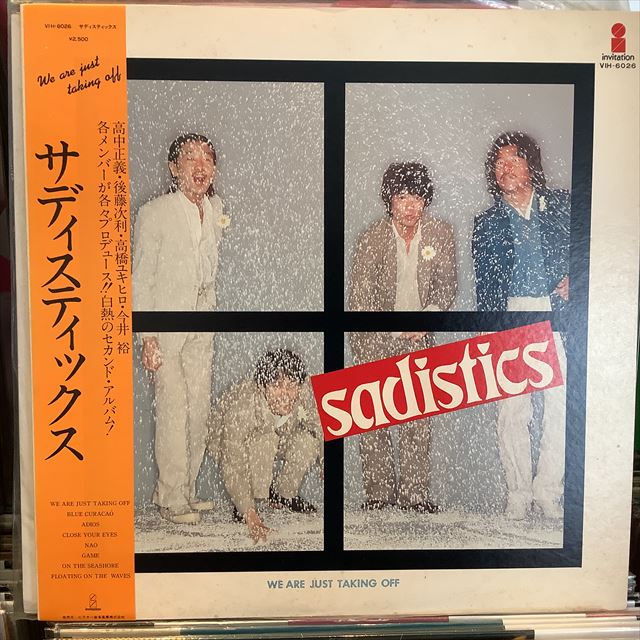 VIH-6026 サディスティックス
¥2,500
We are just
taking off
サディスティックス
高中正義・後藤次利・高橋ユキヒロ・今井 裕
各メンバーが各々プロデュース!!白熱のセカンド・アルバム!
WE ARE JUST TAKING OFF
BLUE CURACAÓ
ADIOS
CLOSE YOUR EYES
NAO
GAME
ON THE SEASHORE
FLOATING ON THE WAVES
invitation
VIH-6026
sadistics
WE ARE JUST TAKING OFF